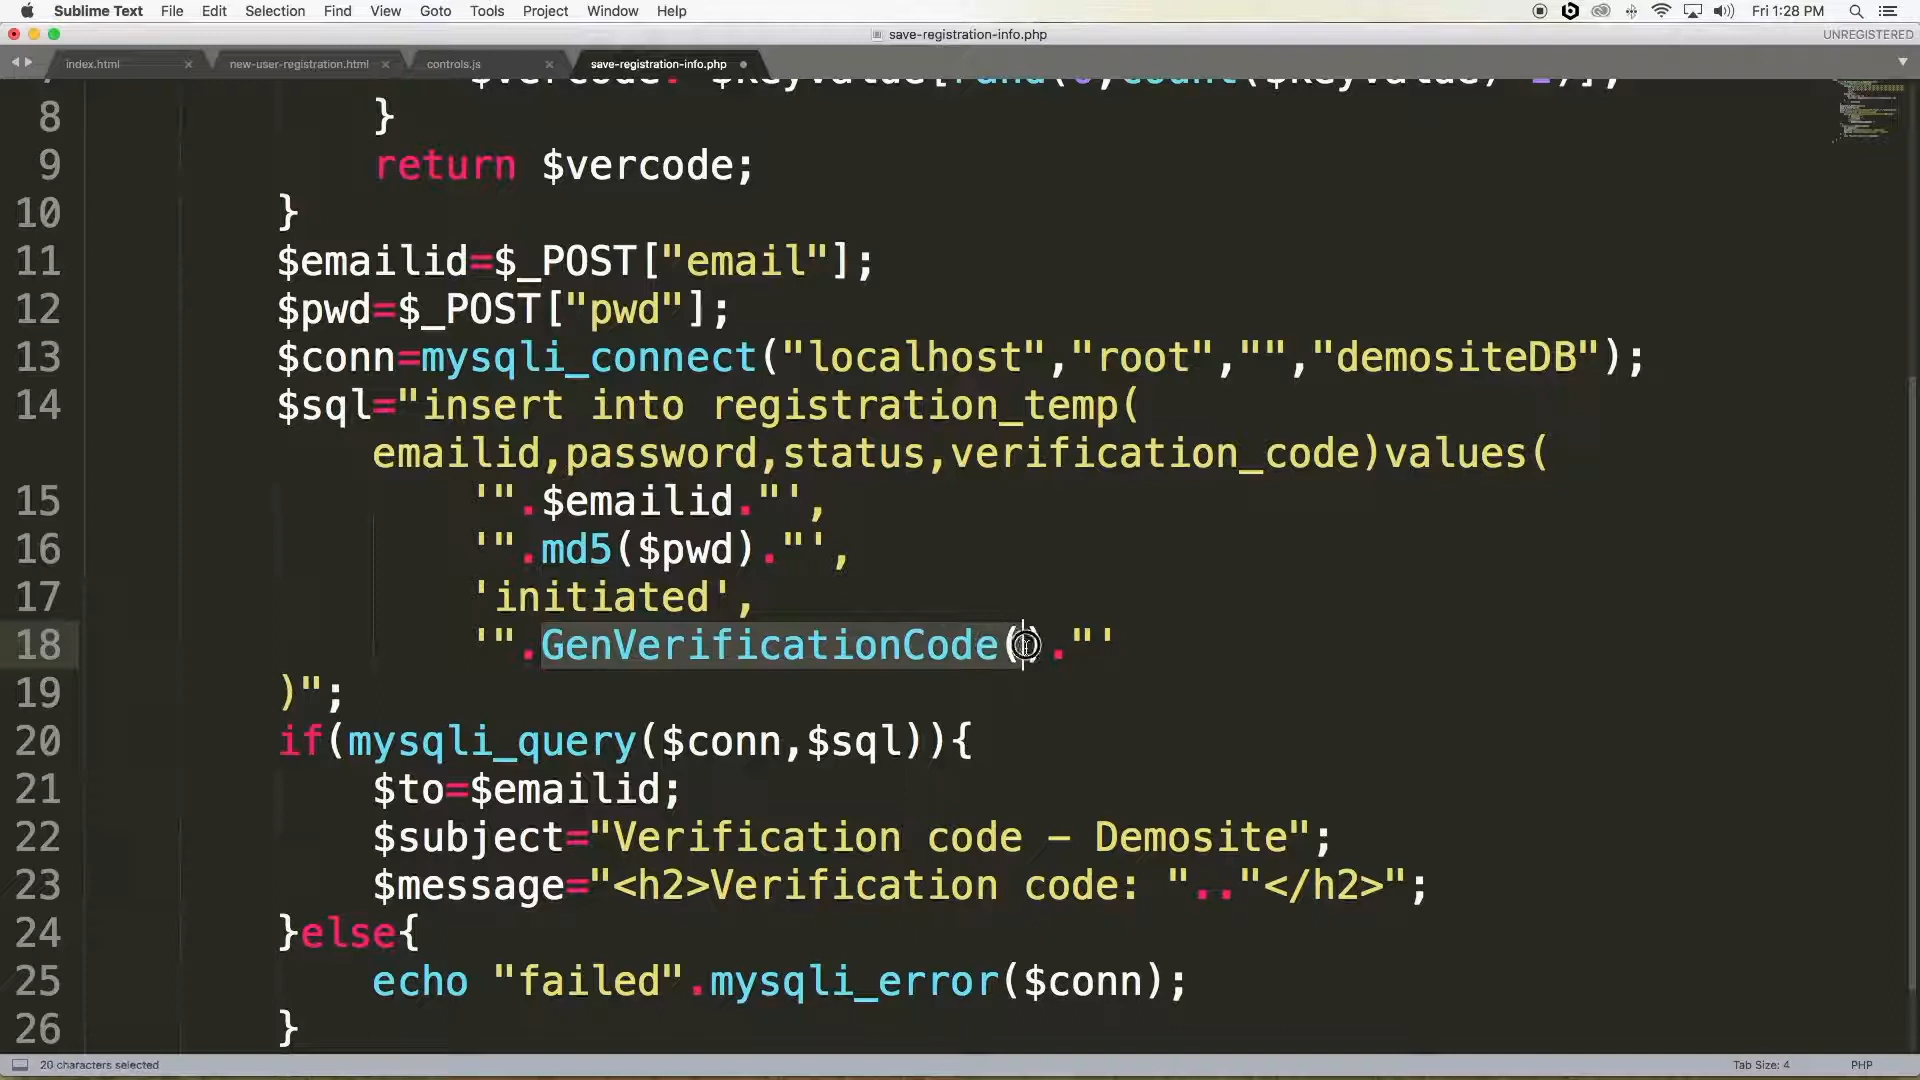 Sublime Text File Edit Selection Find View Goto Tools Project Window Help Fri 1:28 PM
save-registration-info.php UNREGISTERED
index.html new-user-registration.html controls.js save-registration-info.php
8 }
9 return $vercode;
10 }
11 $emailid=$_POST["email"];
12 $pwd=$_POST["pwd"];
13 $conn=mysqli_connect("localhost","root","","demositeDB");
14 $sql="insert into registration_temp(
emailid,password,status,verification_code)values(
15 '".$emailid."',
16 '".md5($pwd)."',
17 'initiated',
18 '".GenVerificationCode()."'
19 )";
20 if(mysqli_query($conn,$sql)){
21 $to=$emailid;
22 $subject="Verification code – Demosite";
23 $message="<h2>Verification code: ".."</h2>";
24 }else{
25 echo "failed".mysqli_error($conn);
26 }
20 characters selected Tab Size: 4 PHP